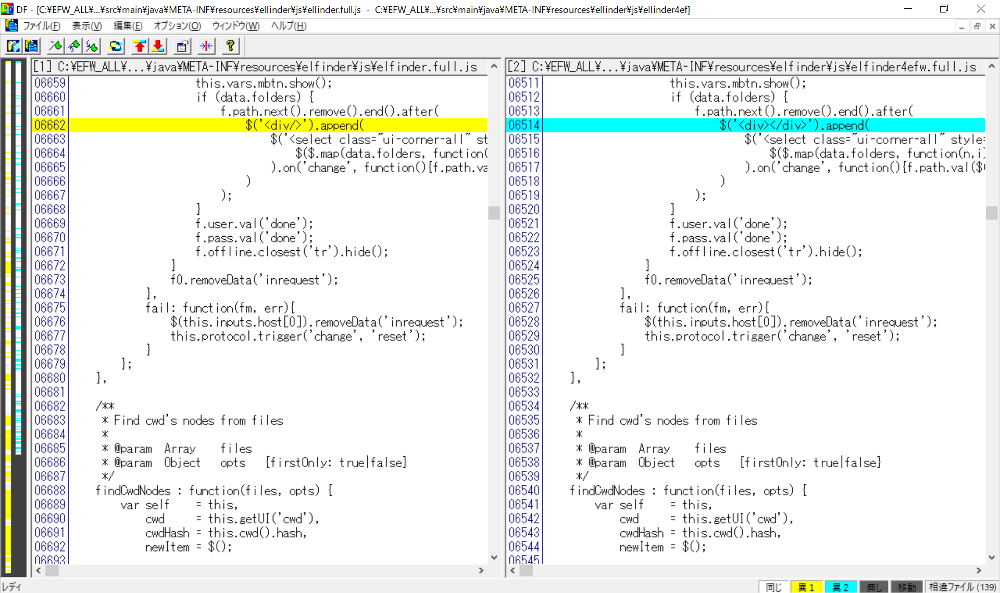 DF - [C:¥EFW_ALL¥...¥src¥main¥java¥META-INF¥resources¥elfinder¥js¥elfinder.full.js - C:¥EFW_ALL¥...¥src¥main¥java¥META-INF¥resources¥elfinder¥js¥elfinder4ef]
ファイル(F) 表示(V) 編集(E) オプション(O) ウィンドウ(W) ヘルプ(H)
[1] C:¥EFW_ALL¥...¥java¥META-INF¥resources¥elfinder¥js¥elfinder.full.js
06659 this.vars.mbtn.show();
06660 if (data.folders) {
06661 f.path.next().remove().end().after(
06662 $('<div/>').append(
06663 $('<select class="ui-corner-all" st
06664 $($.map(data.folders, function(
06665 ).on('change', function(){f.path.va
06666 )
06667 );
06668 }
06669 f.user.val('done');
06670 f.pass.val('done');
06671 f.offline.closest('tr').hide();
06672 }
06673 f0.removeData('inrequest');
06674 },
06675 fail: function(fm, err){
06676 $(this.inputs.host[0]).removeData('inrequest');
06677 this.protocol.trigger('change', 'reset');
06678 }
06679 };
06680 },
06681
06682 /**
06683 * Find cwd's nodes from files
06684 *
06685 * @param Array files
06686 * @param Object opts {firstOnly: true|false}
06687 */
06688 findCwdNodes : function(files, opts) {
06689 var self = this,
06690 cwd = this.getUI('cwd'),
06691 cwdHash = this.cwd().hash,
06692 newItem = $();
06693
[2] C:¥EFW_ALL¥...¥java¥META-INF¥resources¥elfinder¥js¥elfinder4efw.full.js
06511 this.vars.mbtn.show();
06512 if (data.folders) {
06513 f.path.next().remove().end().after(
06514 $('<div></div>').append(
06515 $('<select class="ui-corner-all" style=
06516 $($.map(data.folders, function(n,i)
06517 ).on('change', function(){f.path.val($(
06518 )
06519 );
06520 }
06521 f.user.val('done');
06522 f.pass.val('done');
06523 f.offline.closest('tr').hide();
06524 }
06525 f0.removeData('inrequest');
06526 },
06527 fail: function(fm, err){
06528 $(this.inputs.host[0]).removeData('inrequest');
06529 this.protocol.trigger('change', 'reset');
06530 }
06531 };
06532 },
06533
06534 /**
06535 * Find cwd's nodes from files
06536 *
06537 * @param Array files
06538 * @param Object opts {firstOnly: true|false}
06539 */
06540 findCwdNodes : function(files, opts) {
06541 var self = this,
06542 cwd = this.getUI('cwd'),
06543 cwdHash = this.cwd().hash,
06544 newItem = $();
06545
レディ 同じ 異1 異2 無し 移動 相違ファイル (139)